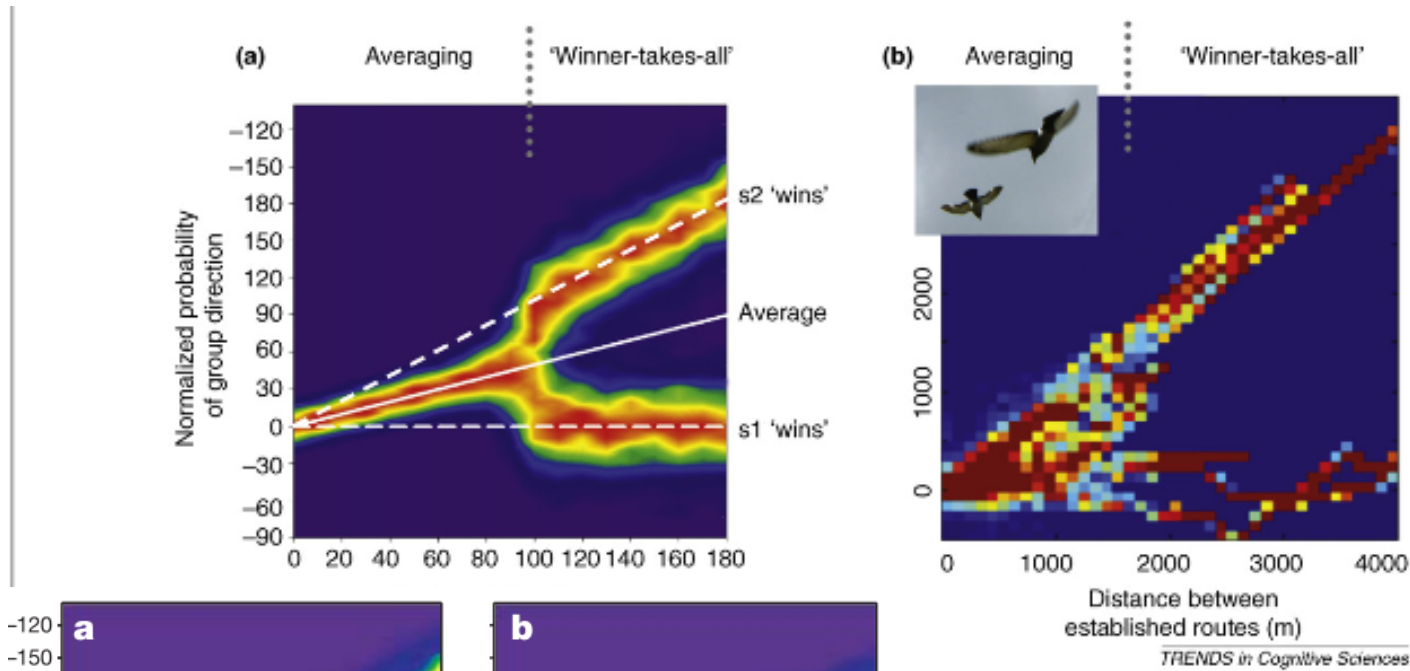 (a) Averaging 'Winner-takes-all'
−120
−150
180
150
120
90
60
30
0
−30
−60
−90
Normalized probability
of group direction
s2 'wins'
Average
s1 'wins'
0 20 40 60 80 100 120 140 160 180
(b) Averaging 'Winner-takes-all'
2000
1000
0
0 1000 2000 3000 4000
Distance between
established routes (m)
TRENDS in Cognitive Sciences
−120
−150
a
b